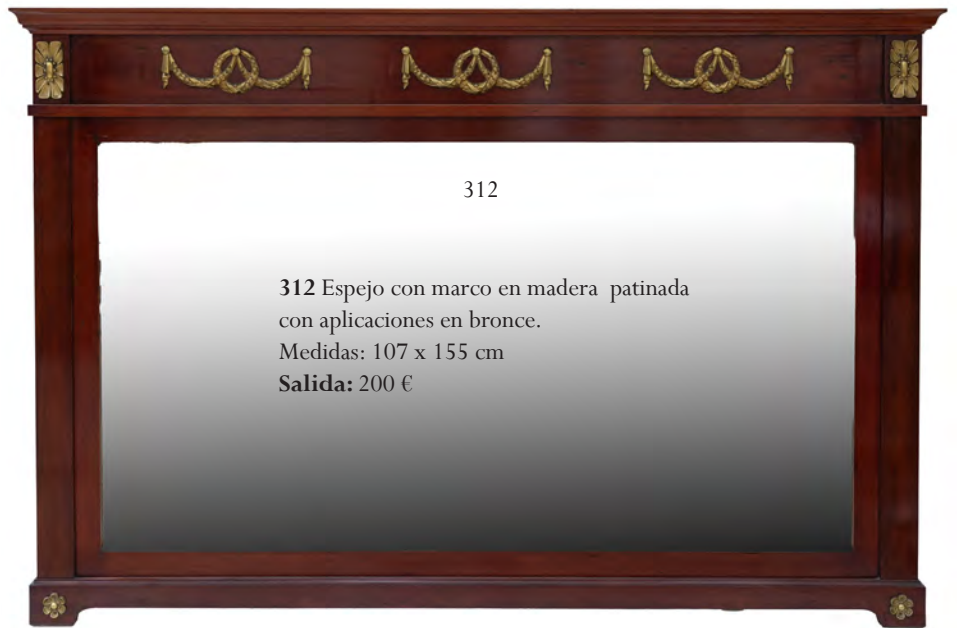 312
312 Espejo con marco en madera patinada
con aplicaciones en bronce.
Medidas: 107 x 155 cm
Salida: 200 €